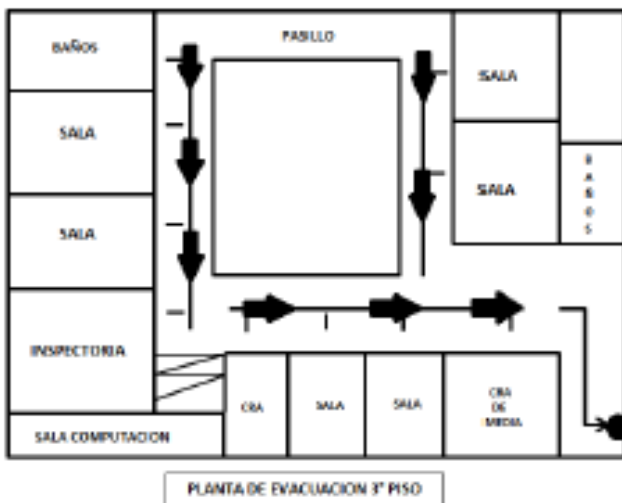 BAÑOS
PASILLO
SALA
SALA
SALA
SALA
BAÑOS
INSPECTORIA
CRA
SALA
SALA
CRA
DE
MEDIA
SALA COMPUTACION
PLANTA DE EVACUACION 3° PISO